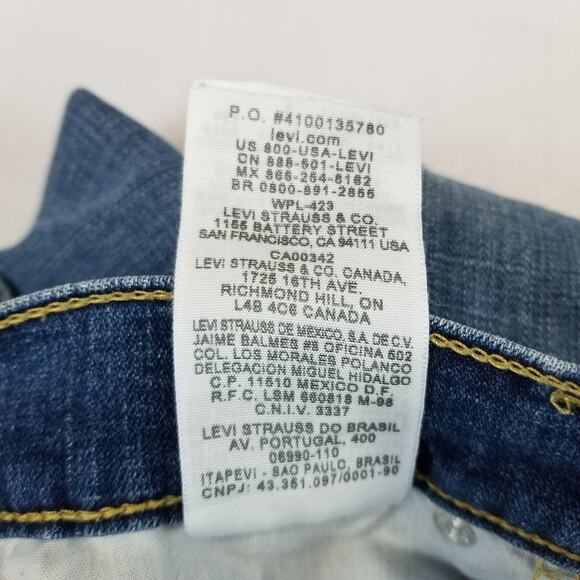 P.O. #4100135780
levi.com
US 800-USA-LEVI
CN 888-501-LEVI
MX 866-254-8162
BR 0800-891-2855
WPL-423
LEVI STRAUSS & CO.
1155 BATTERY STREET
SAN FRANCISCO, CA 94111 USA
CA00342
LEVI STRAUSS & CO. CANADA,
1725 16TH AVE.
RICHMOND HILL, ON
L4B 4C6 CANADA
LEVI STRAUSS DE MEXICO, S.A. DE C.V.
JAIME BALMES #8 OFICINA 602
COL. LOS MORALES POLANCO
DELEGACION MIGUEL HIDALGO
C.P. 11510 MEXICO D.F.
R.F.C. LSM 660818 M-96
C.N.I.V. 3337
LEVI STRAUSS DO BRASIL
AV. PORTUGAL, 400
06690-110
ITAPEVI - SAO PAULO, BRASIL
CNPJ: 43.351.097/0001-90